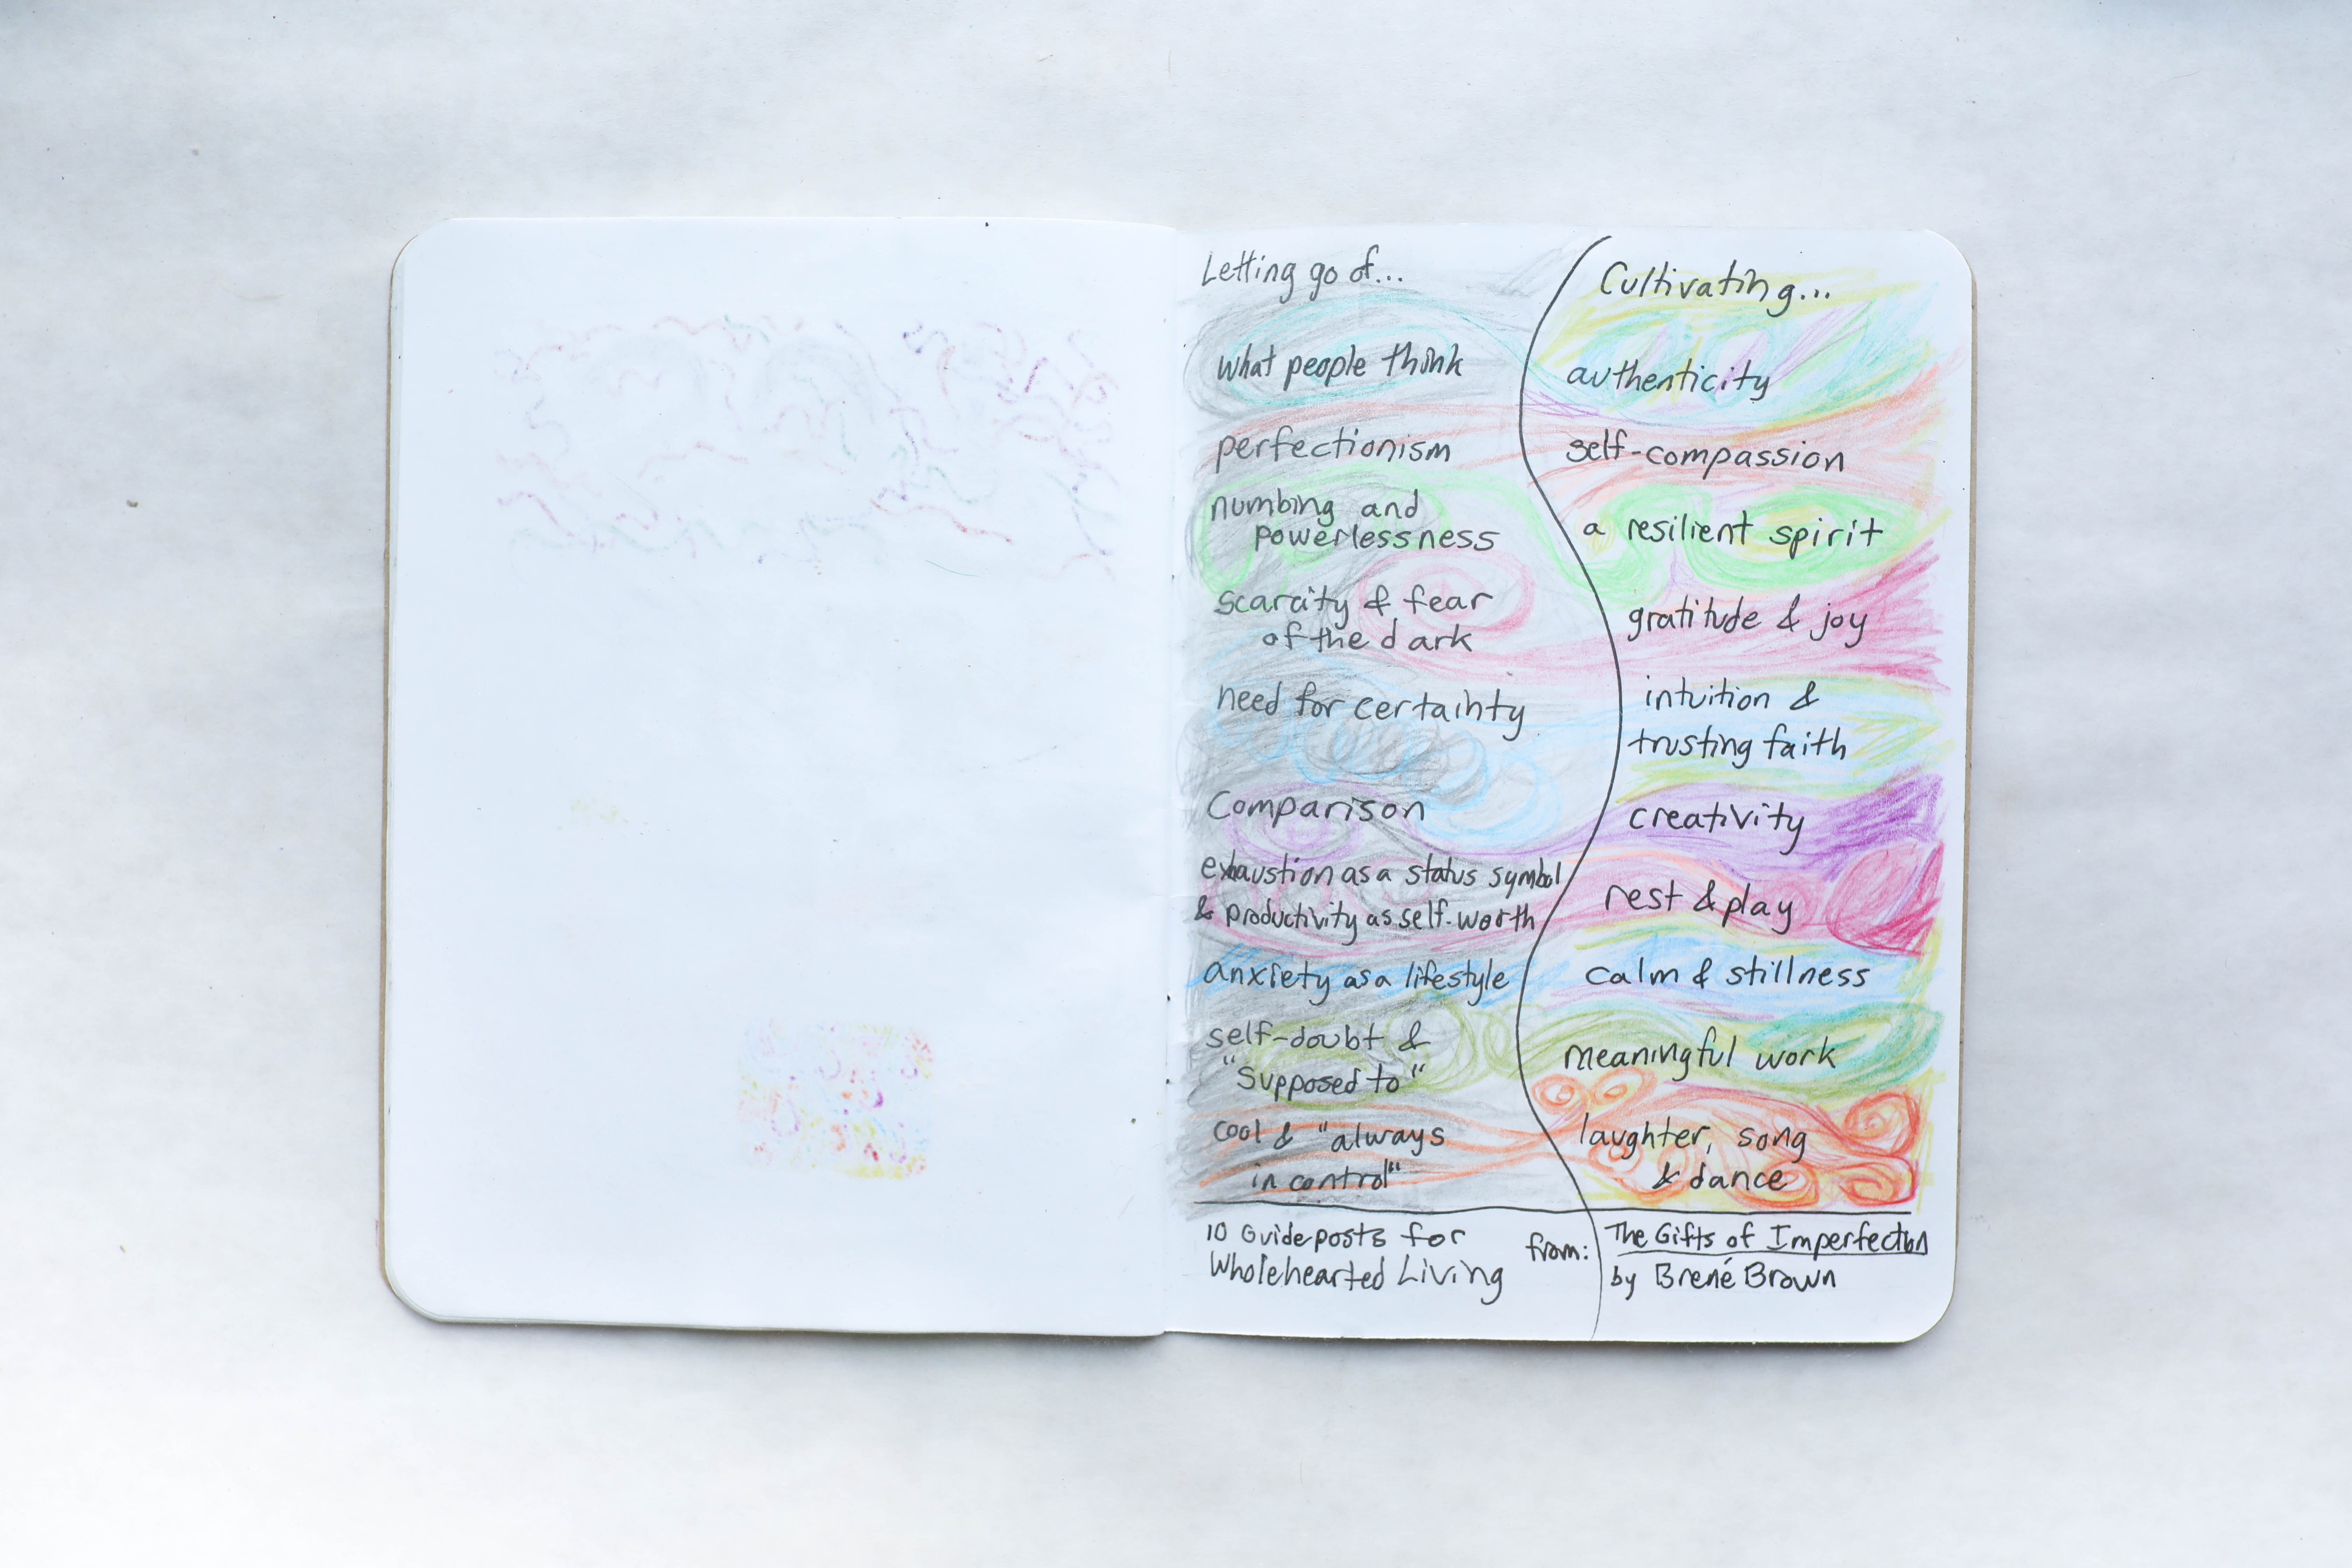 Letting go of...
what people think
perfectionism
numbing and
powerlessness
scarcity & fear
of the dark
need for certainty
Comparison
exhaustion as a status symbol
& productivity as self-worth
anxiety as a lifestyle
self-doubt &
"Supposed to"
cool & "always
in control"
Cultivating...
authenticity
self-compassion
a resilient spirit
gratitude & joy
intuition &
trusting faith
creativity
rest & play
calm & stillness
meaningful work
laughter, song
& dance
10 Guideposts for
Wholehearted Living
from:
The Gifts of Imperfection
by Brené Brown